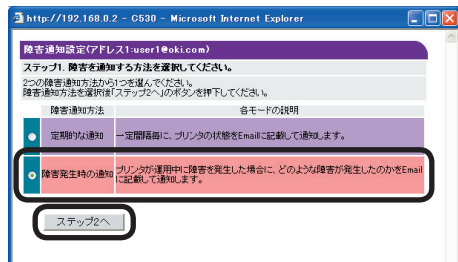 http://192.168.0.2 - C530 - Microsoft Internet Explorer
障害通知設定(アドレス1:user1@oki.com)
ステップ1. 障害を通知する方法を選択してください。
2つの障害通知方法から1つを選んでください。
障害通知方法を選択後「ステップ2へ」のボタンを押下してください。
障害通知方法 各モードの説明
定期的な通知 一定間隔毎に、プリンタの状態をEmailに記載して通知します。
障害発生時の通知 プリンタが運用中に障害を発生した場合に、どのような障害が発生したのかをEmail
に記載して通知します。
ステップ2へ